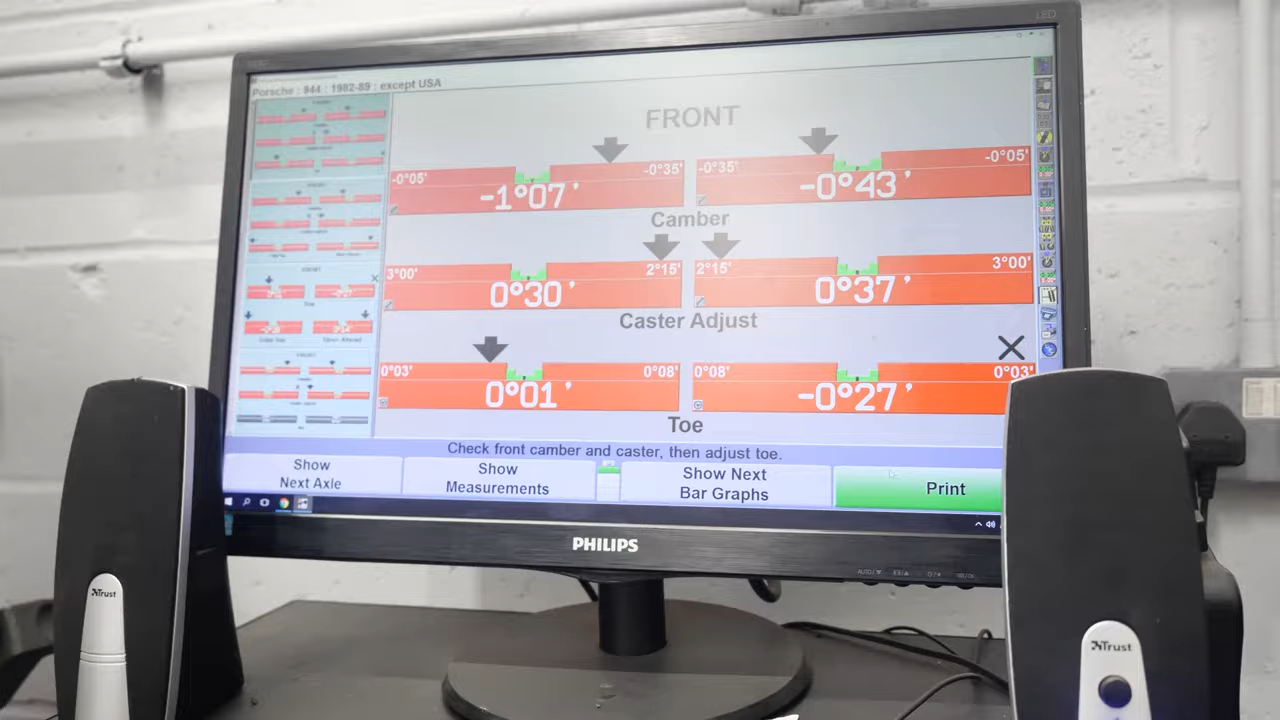 LED
Porsche : 944 : 1982-89 : except USA
FRONT
-0°05' -0°35' -0°35' -0°05'
-1°07' -0°43'
Camber
3°00' 2°15' 2°15' 3°00'
0°30' 0°37'
Caster Adjust
0°03' 0°08' 0°08' 0°03'
0°01' -0°27'
Toe
Check front camber and caster, then adjust toe.
Show
Next Axle
Show
Measurements
Show Next
Bar Graphs
Print
PHILIPS
Trust
Trust